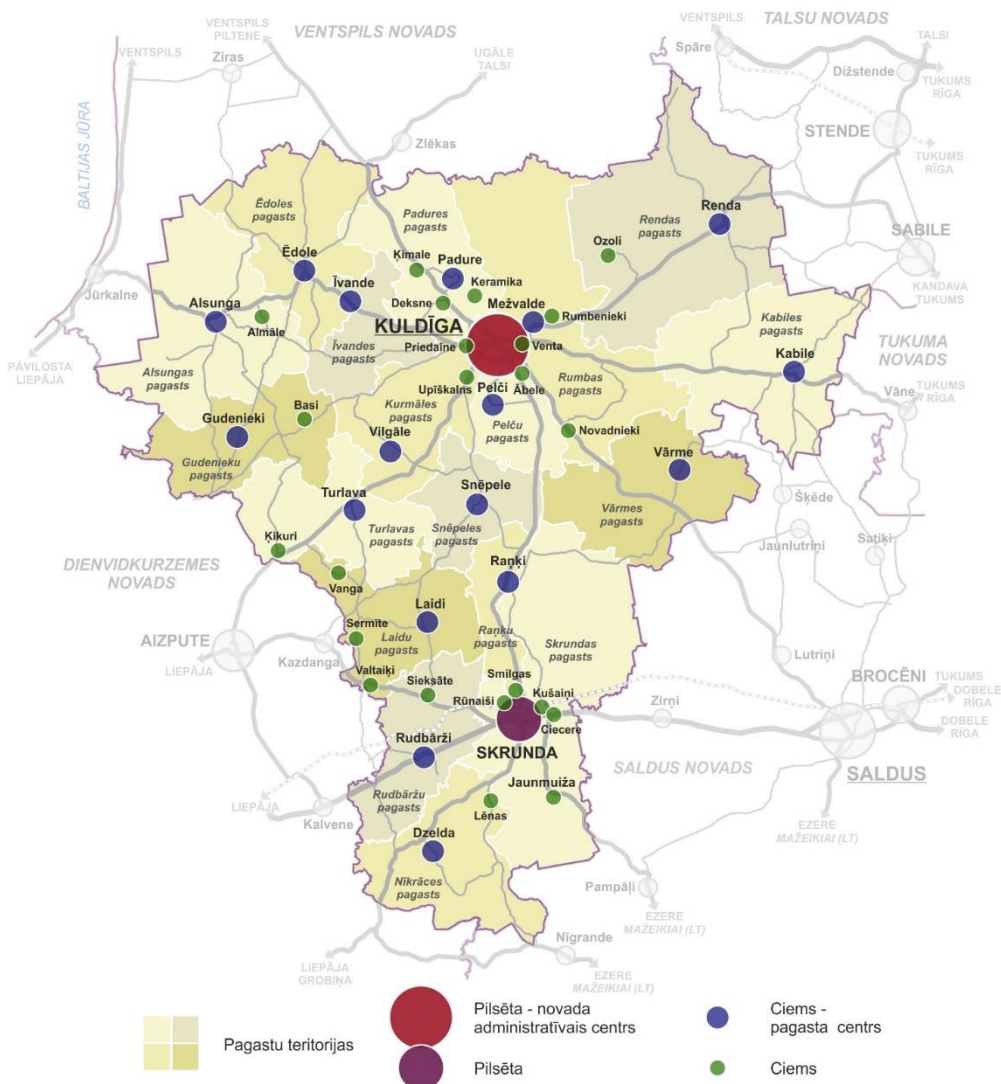 VENTSPILS
PILTENE
VENTSPILS NOVADS
TALSU NOVADS
VENTSPILS
Spāre
TALSI
VENTSPILS
Ziras
UGĀLE
TALSI
Dižstende
TUKUMS
RĪGA
BALTIJAS JŪRA
Zlēkas
STENDE
TUKUMS
RĪGA
Ēdoles
pagasts
Padures
pagasts
Rendas
pagasts
Renda
SABILE
Ēdole
Ķimale
Padure
Ozoli
KANDAVA
TUKUMS
Jūrkalne
Īvande
Keramika
Deksne
Mežvalde
Rumbenieki
Alsunga
Almāle
KULDĪGA
Kabiles
pagasts
Īvandes
pagasts
Priedaine
Venta
Kabile
TUKUMA
NOVADS
PĀVILOSTA
LIEPĀJA
Alsungas
pagasts
Upīškalns
Pelči
Ābele
Rumbas
pagasts
Vāne
TUKUMS
RĪGA
Gudenieki
Basi
Kurmāles
pagasts
Vilgāle
Pelču
pagasts
Novadnieki
Gudenieku
pagasts
Vārme
Turlava
Snēpele
Vārmes
pagasts
Šķēde
Ķikuri
Turlavas
pagasts
Snēpeles
pagasts
Jaunlutriņi
Satiķi
DIENVIDKURZEMES
NOVADS
Vanga
Raņķi
Laidi
Sermīte
Laidu
pagasts
Raņķu
pagasts
Skrundas
pagasts
AIZPUTE
Kazdanga
Lutriņi
LIEPĀJA
Valtaiķi
Sieksāte
Smilgas
BROCĒNI
TUKUMS
DOBELE
RĪGA
Rūnaiši
Kušaiņi
Zirņi
Ciecere
DOBELE
RĪGA
Rudbārži
SKRUNDA
SALDUS NOVADS
SALDUS
Rudbāržu
pagasts
Jaunmuiža
LIEPĀJA
Kalvene
Lēnas
EZERE
MAŽEIKIAI (LT)
Dzelda
Nīkrāces
pagasts
Pampāļi
EZERE
MAŽEIKIAI (LT)
Nīgrande
LIEPĀJA
GROBIŅA
EZERE
MAŽEIKIAI (LT)
Pagastu teritorijas
Pilsēta - novada
administratīvais centrs
Pilsēta
Ciems -
pagasta centrs
Ciems